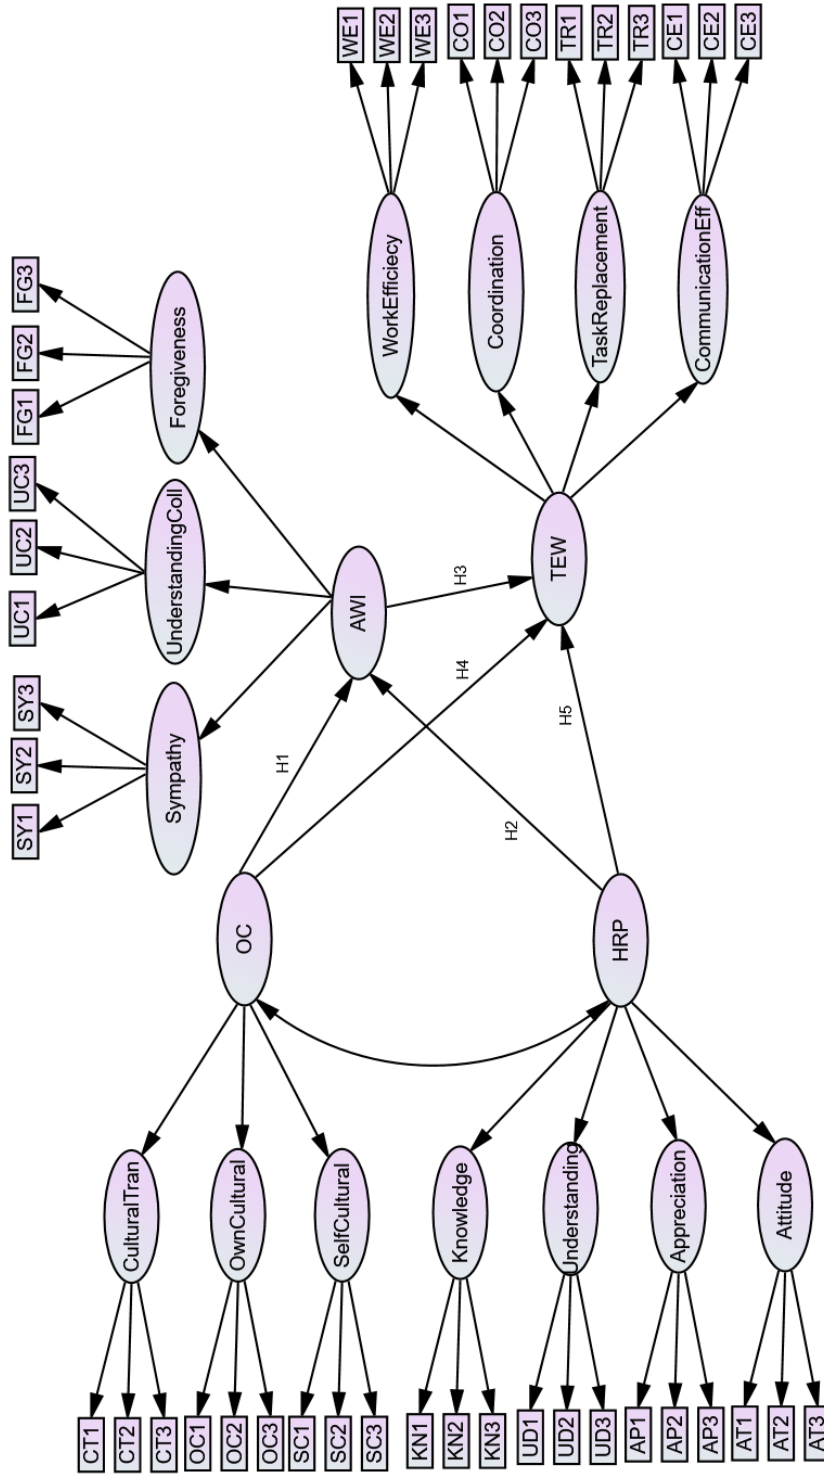 CT1
CT2
CT3
OC1
OC2
OC3
SC1
SC2
SC3
KN1
KN2
KN3
UD1
UD2
UD3
AP1
AP2
AP3
AT1
AT2
AT3
CulturalTran
OwnCultural
SelfCultural
Knowledge
Understanding
Appreciation
Attitude
OC
HRP
H1
H2
H4
H5
H3
SY1
SY2
SY3
UC1
UC2
UC3
FG1
FG2
FG3
Sympathy
UnderstandingColl
Foregiveness
AWI
TEW
WorkEfficiecy
Coordination
TaskReplacement
CommunicationEff
WE1
WE2
WE3
CO1
CO2
CO3
TR1
TR2
TR3
CE1
CE2
CE3